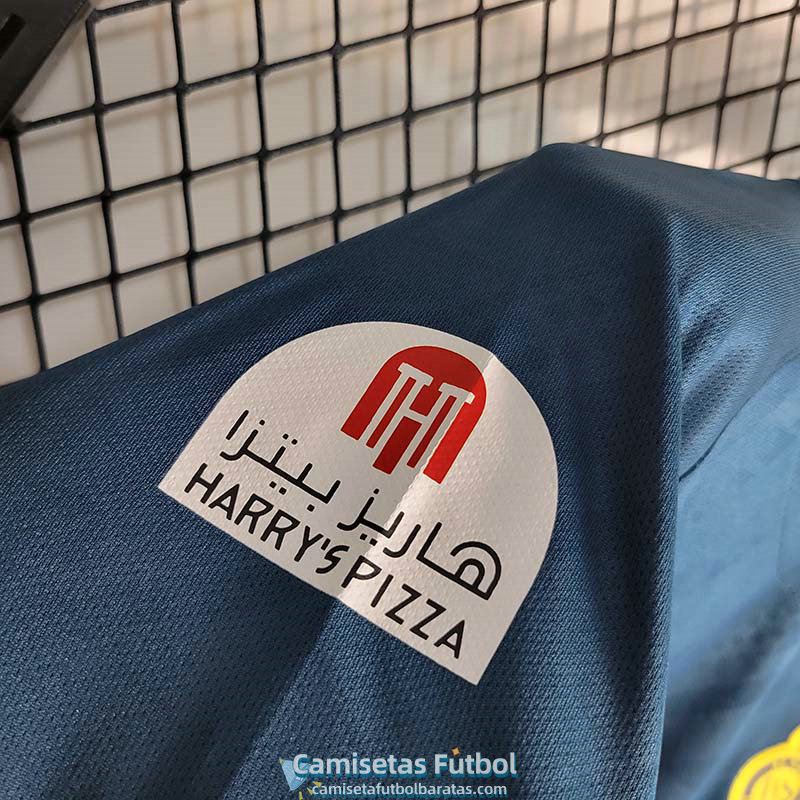 H
هاريز بيتزا
HARRY'S PIZZA
Camisetas Futbol
camisetafutbolbaratas.com